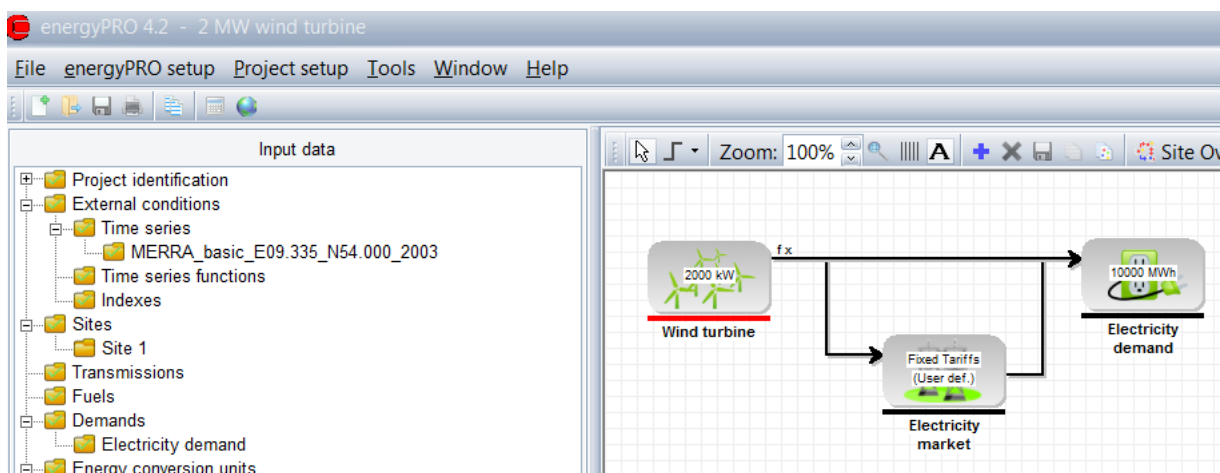 energyPRO 4.2 - 2 MW wind turbine
File energyPRO setup Project setup Tools Window Help
Input data
Project identification
External conditions
Time series
MERRA_basic_E09.335_N54.000_2003
Time series functions
Indexes
Sites
Site 1
Transmissions
Fuels
Demands
Electricity demand
Energy conversion units
Zoom: 100% A Site Ov
f x
2000 kW
Wind turbine
10000 MWh
Electricity
demand
Fixed Tariffs
(User def.)
Electricity
market